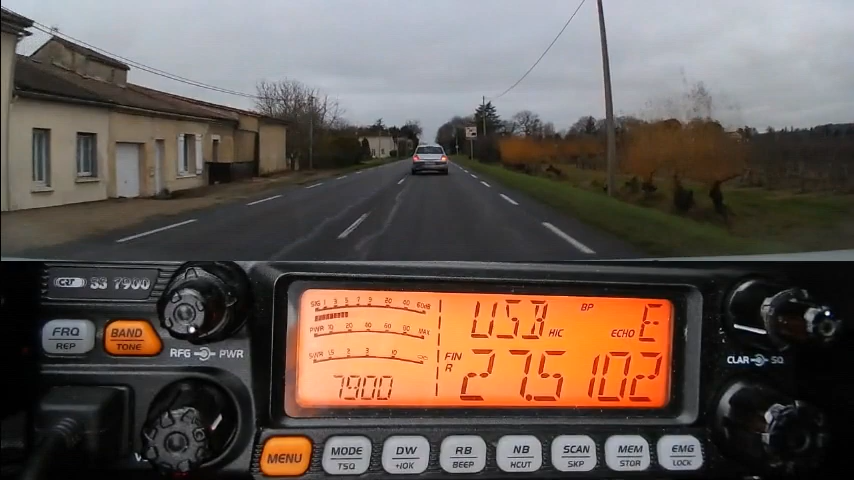 CRT SS 7900
FRQ
REP
BAND
TONE
RFG PWR
SIG 1 3 5 7 9 20 40 60dB
PWR 10 20 40 60 80 MAX
SWR 1.5 2 3 10 ∞
7900
USB HIC
BP
ECHO E
FIN
R
27.5102
CLAR SQ
MENU
MODE
TSQ
DW
+10K
RB
BEEP
NB
HCUT
SCAN
SKP
MEM
STOR
EMG
LOCK